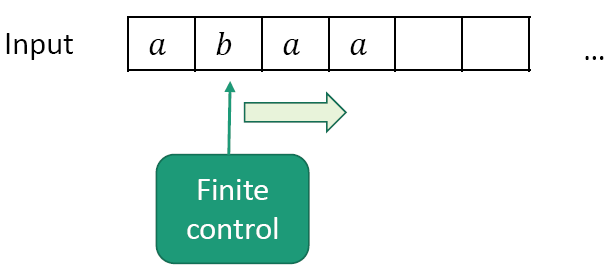 Input a b a a ...
Finite
control